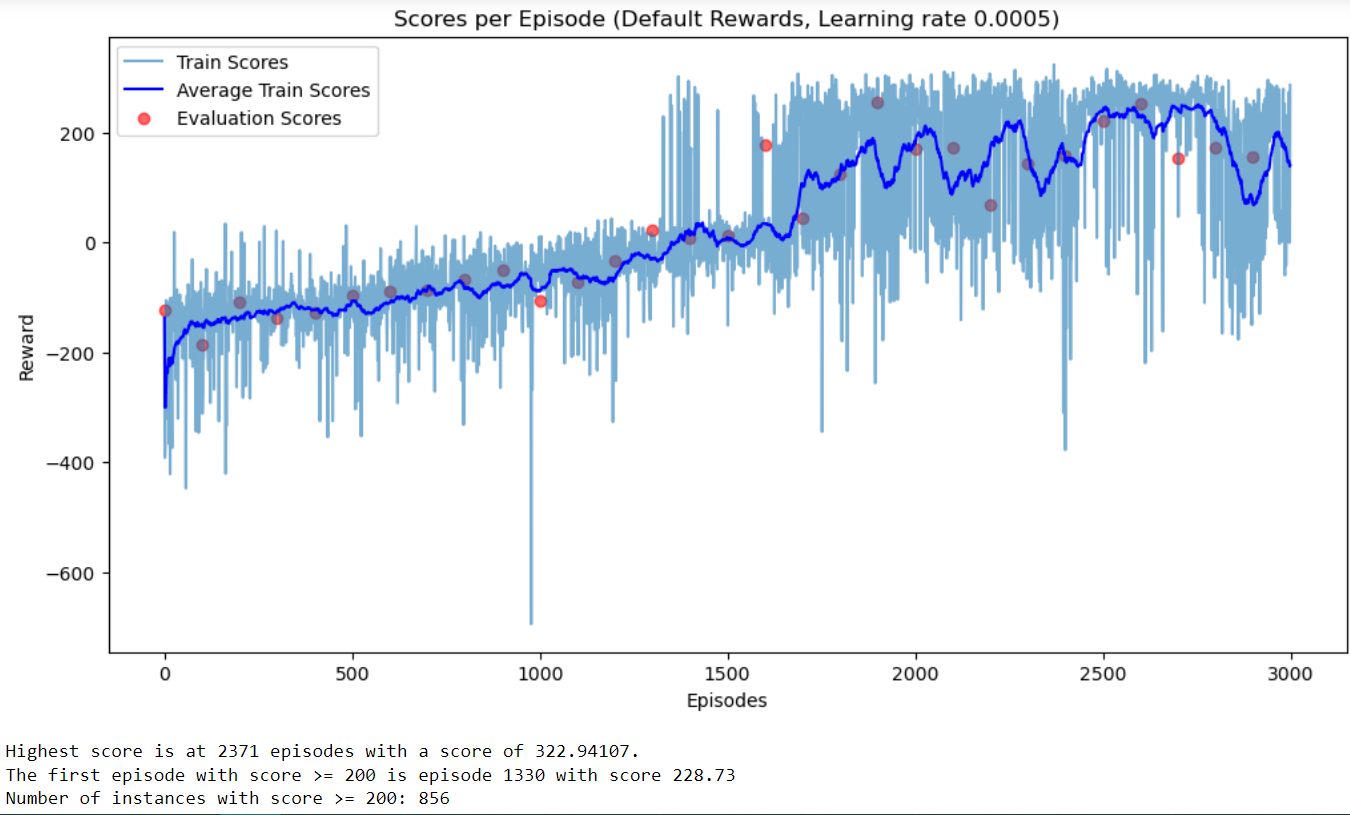 Scores per Episode (Default Rewards, Learning rate 0.0005)
Train Scores
Average Train Scores
Evaluation Scores
Reward
200
0
−200
−400
−600
0
500
1000
1500
2000
2500
3000
Episodes
Highest score is at 2371 episodes with a score of 322.94107.
The first episode with score >= 200 is episode 1330 with score 228.73
Number of instances with score >= 200: 856